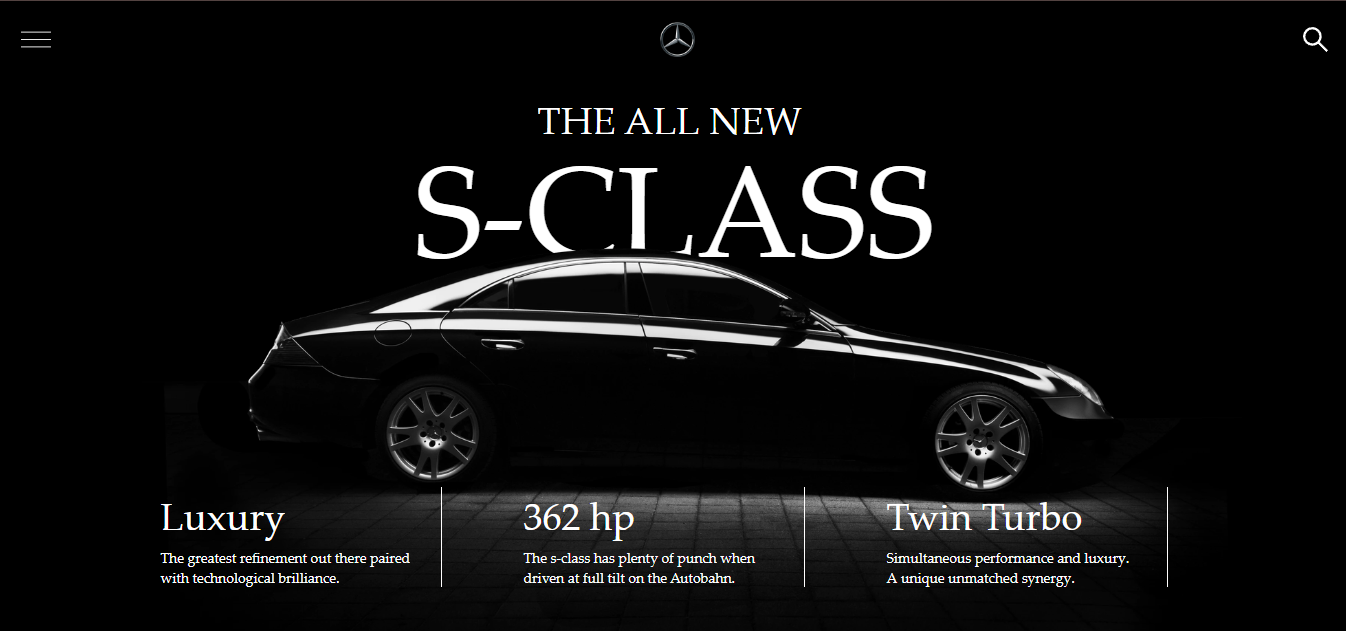 THE ALL NEW
S-CLASS
Luxury
The greatest refinement out there paired
with technological brilliance.
362 hp
The s-class has plenty of punch when
driven at full tilt on the Autobahn.
Twin Turbo
Simultaneous performance and luxury.
A unique unmatched synergy.